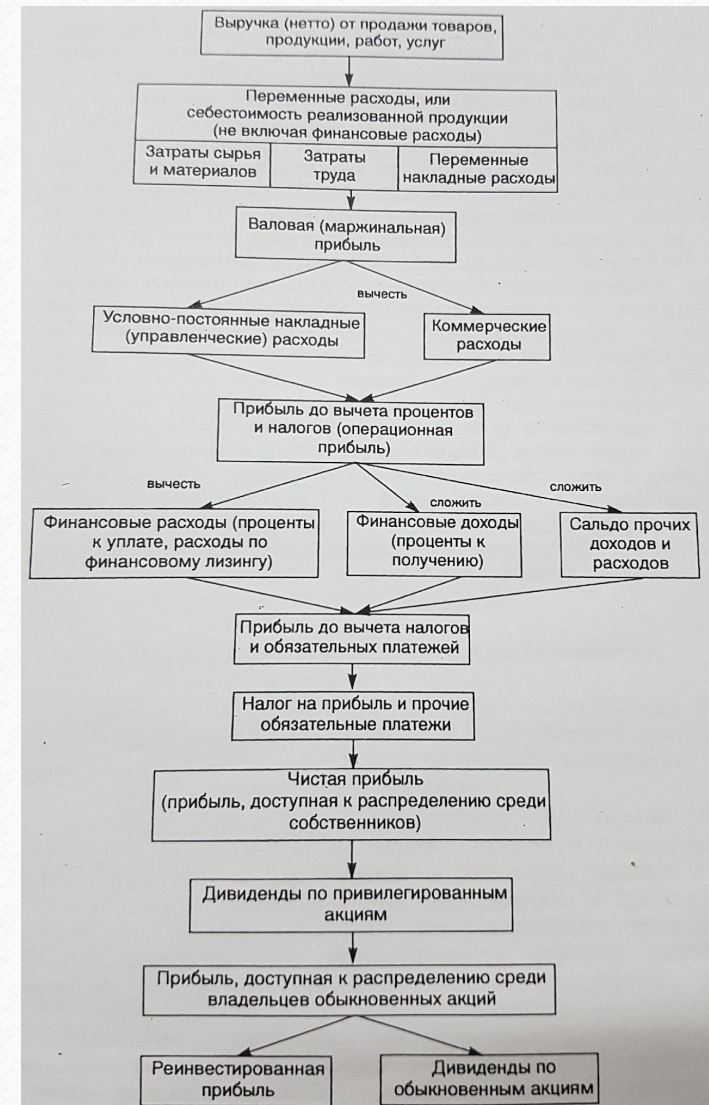 Выручка (нетто) от продажи товаров,
продукции, работ, услуг
Переменные расходы, или
себестоимость реализованной продукции
(не включая финансовые расходы)
Затраты сырья
и материалов
Затраты
труда
Переменные
накладные расходы
Валовая (маржинальная)
прибыль
вычесть
Условно-постоянные накладные
(управленческие) расходы
Коммерческие
расходы
Прибыль до вычета процентов
и налогов (операционная
прибыль)
вычесть
сложить
сложить
Финансовые расходы (проценты
к уплате, расходы по
финансовому лизингу)
Финансовые доходы
(проценты к
получению)
Сальдо прочих
доходов и
расходов
Прибыль до вычета налогов
и обязательных платежей
Налог на прибыль и прочие
обязательные платежи
Чистая прибыль
(прибыль, доступная к распределению среди
собственников)
Дивиденды по привилегированным
акциям
Прибыль, доступная к распределению среди
владельцев обыкновенных акций
Реинвестированная
прибыль
Дивиденды по
обыкновенным акциям